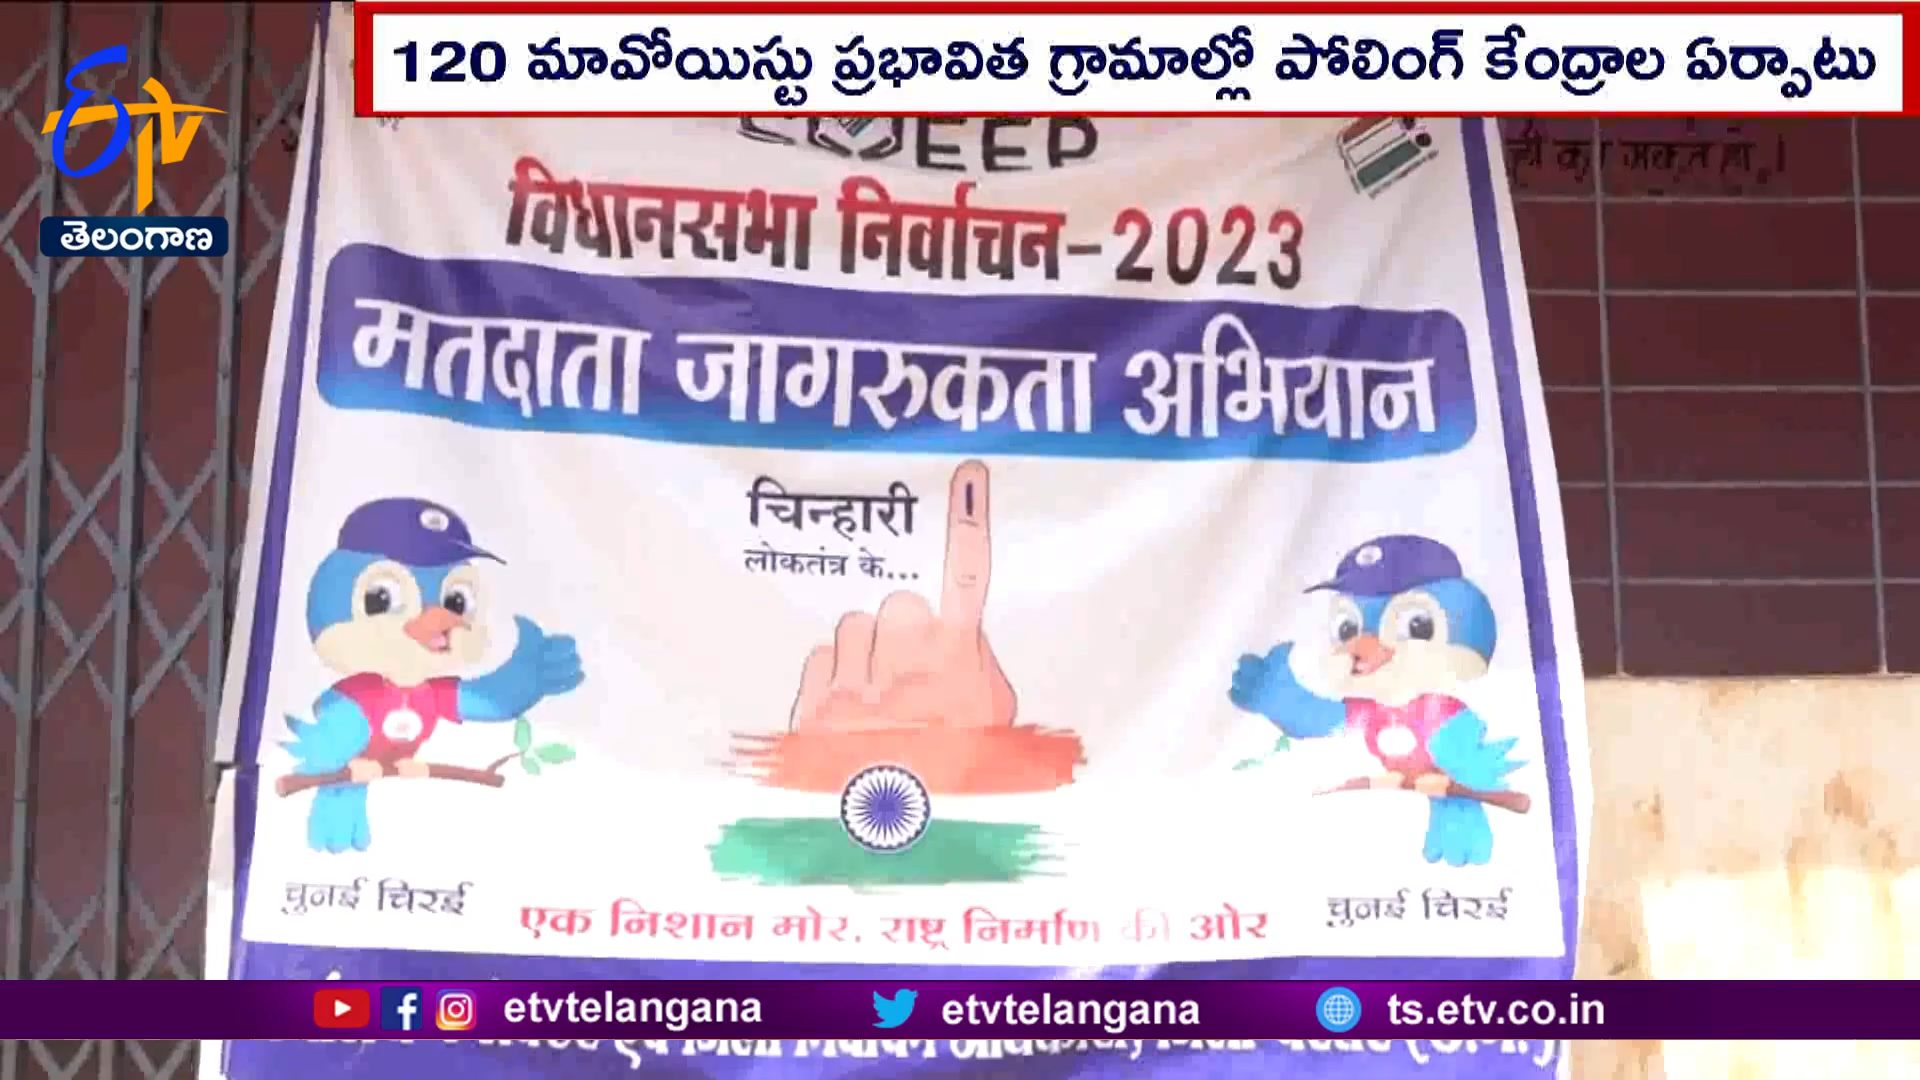 120 మావోయిస్టు ప్రభావిత గ్రామాల్లో పోలింగ్ కేంద్రాల ఏర్పాటు
ETV
తెలంగాణ
विधानसभा निर्वाचन-2023
मतदाता जागरुकता अभियान
चिन्हारी
लोकतंत्र के...
चुनई चिरई
चुनई चिरई
एक निशान मोर, राष्ट्र निर्माण की ओर
etvtelangana
etvtelangana
ts.etv.co.in